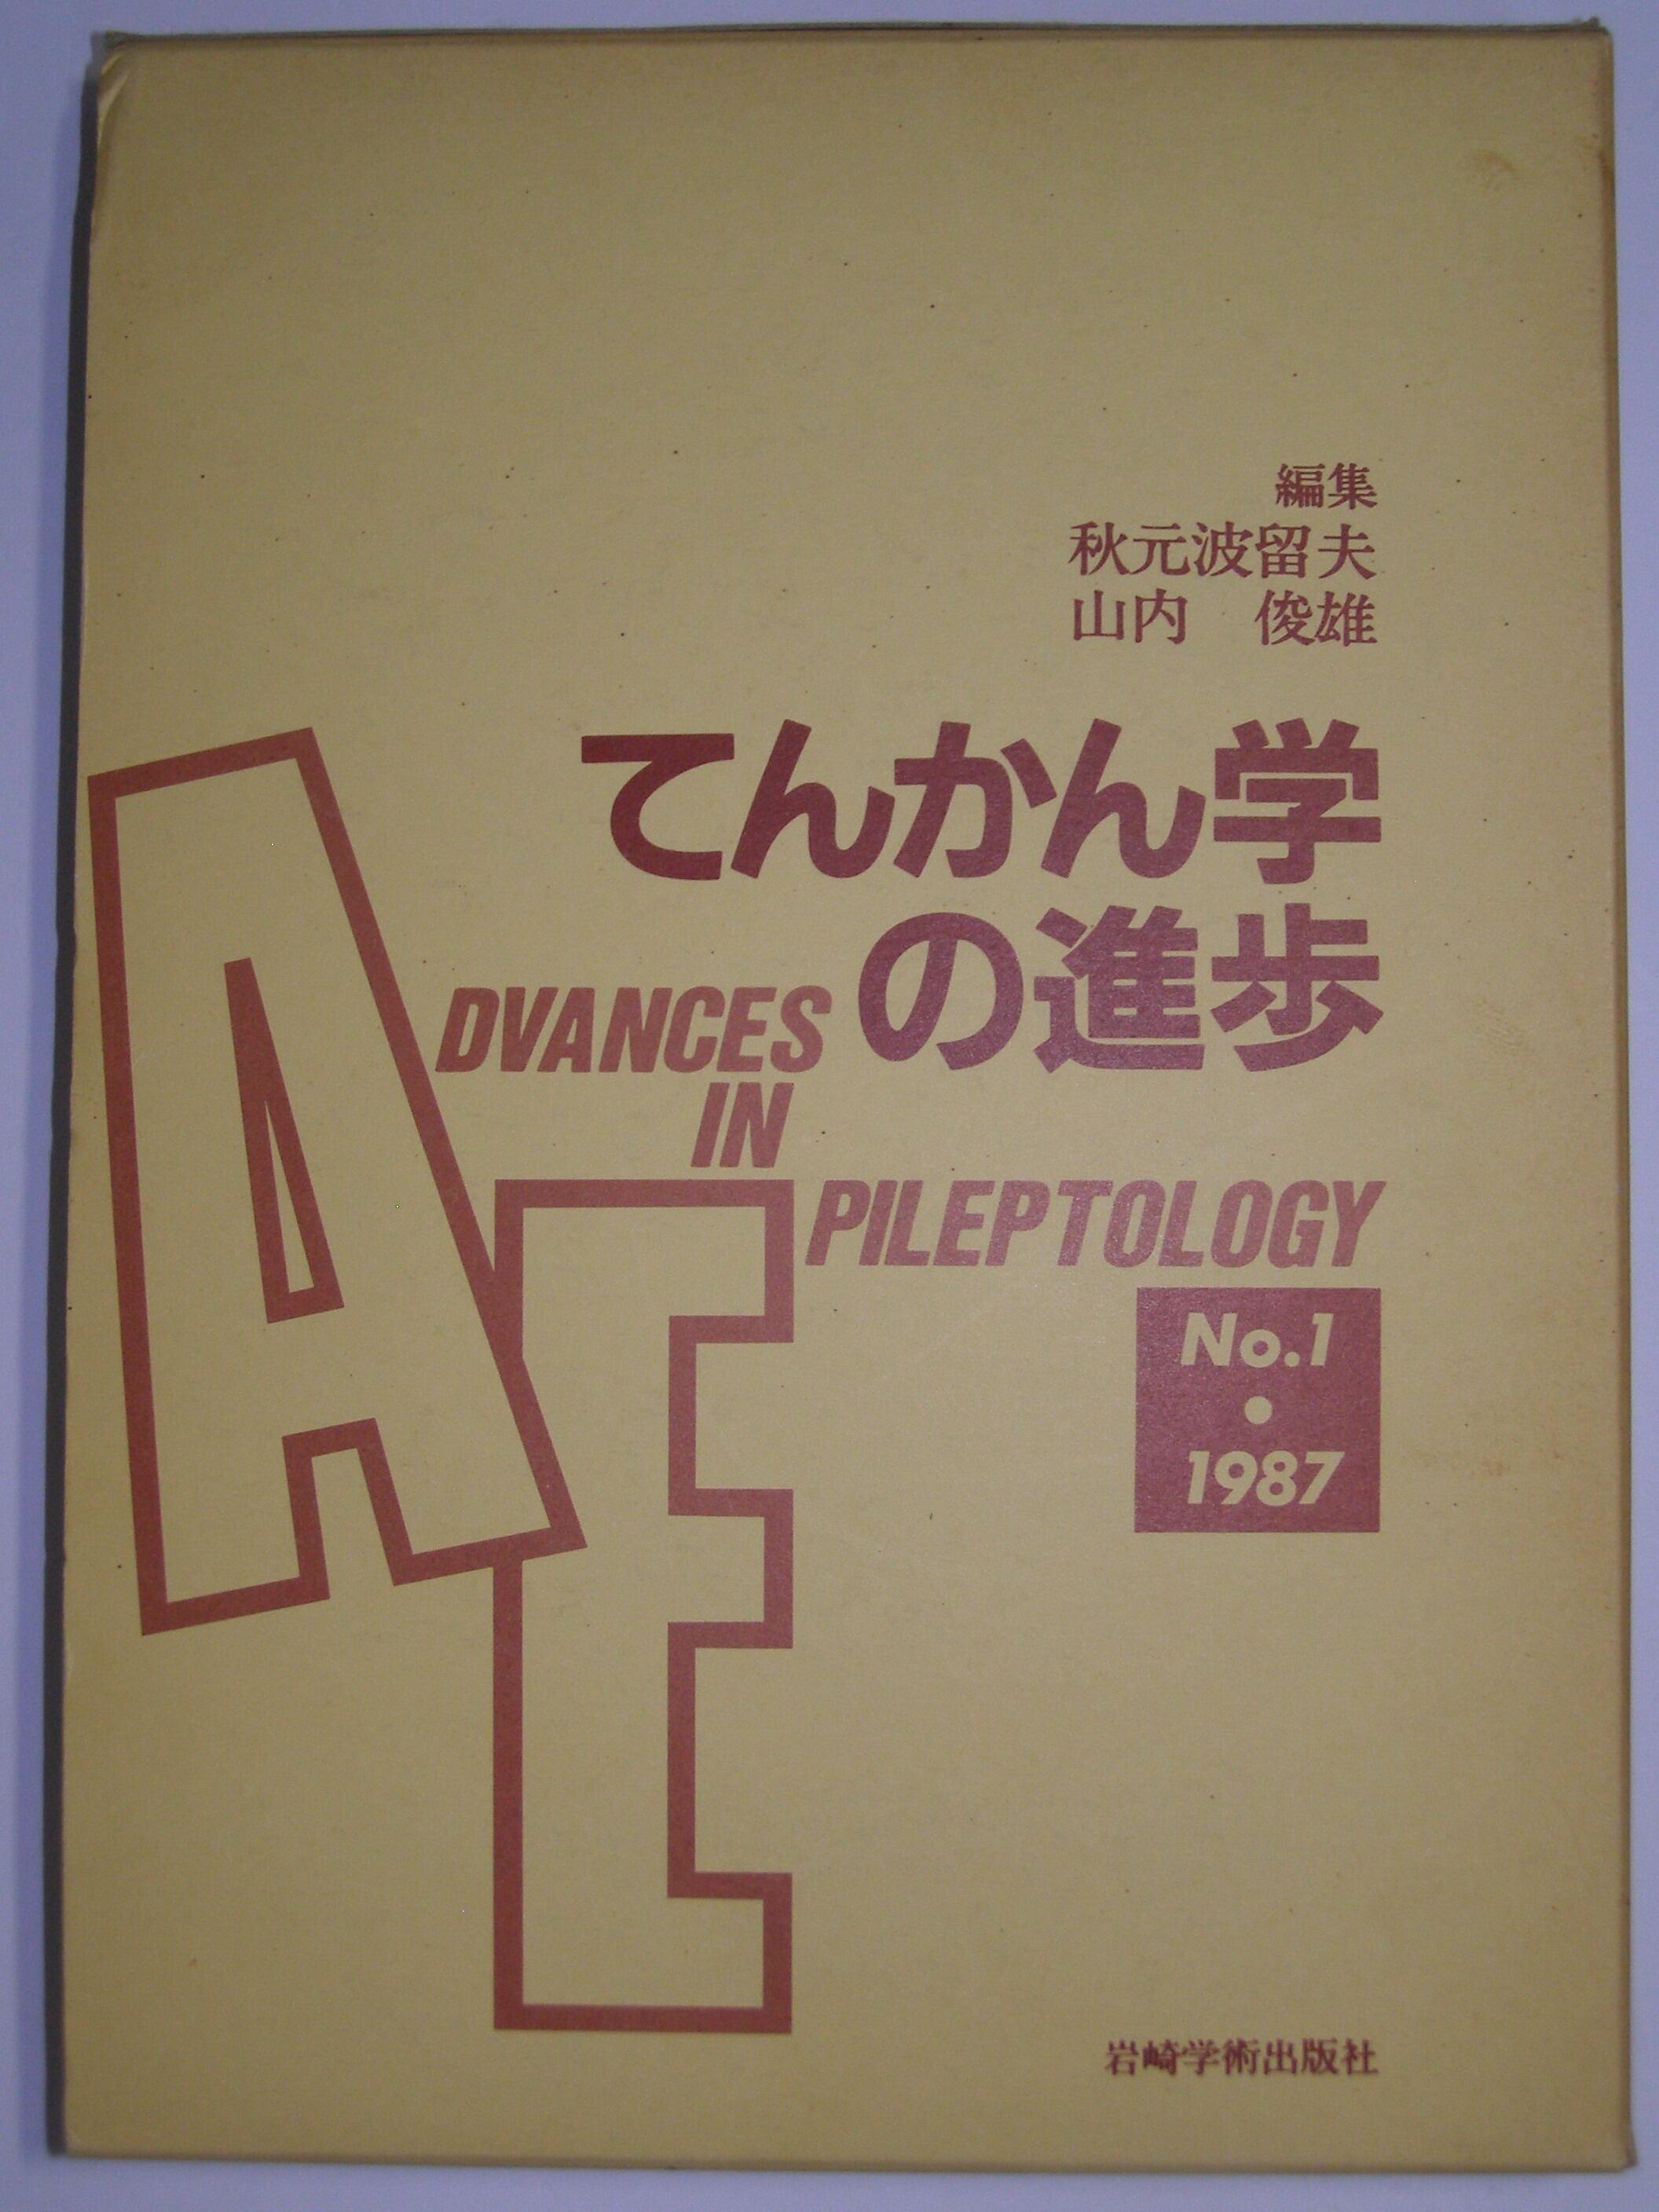 編集
秋元波留夫
山内 俊雄
てんかん学
の進歩
ADVANCES
IN
EPILEPTOLOGY
No.1
•
1987
岩崎学術出版社